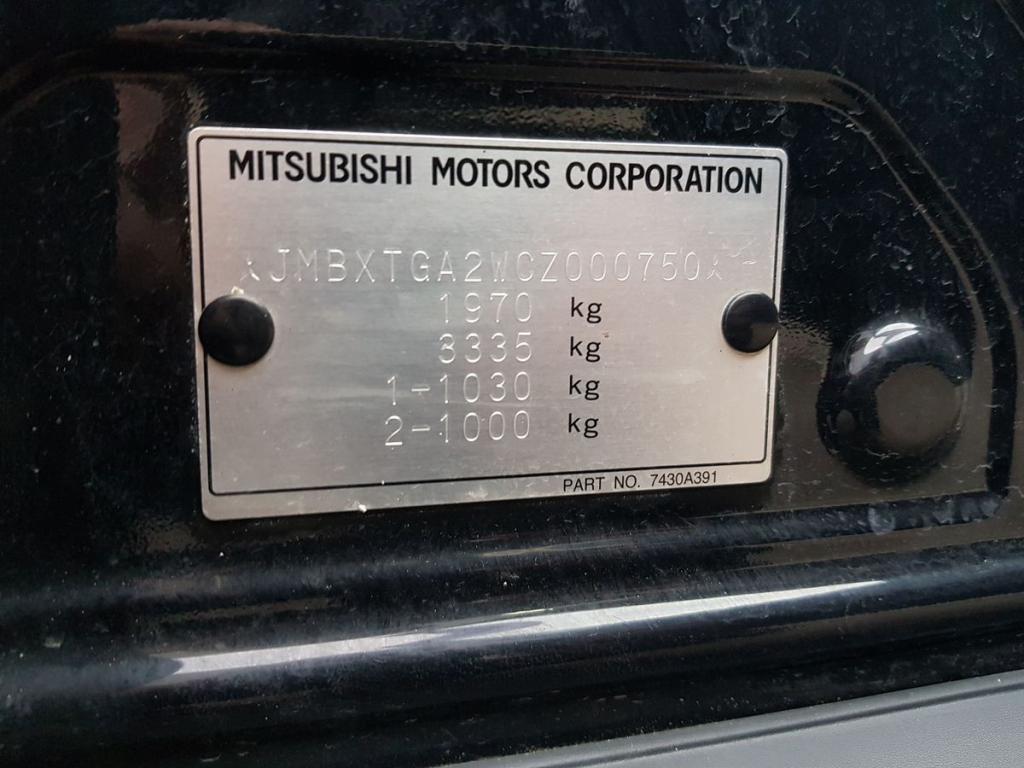 MITSUBISHI MOTORS CORPORATION
JMBXTGA2WCZ000750
1970 kg
3335 kg
1-1030 kg
2-1000 kg
PART NO. 7430A391